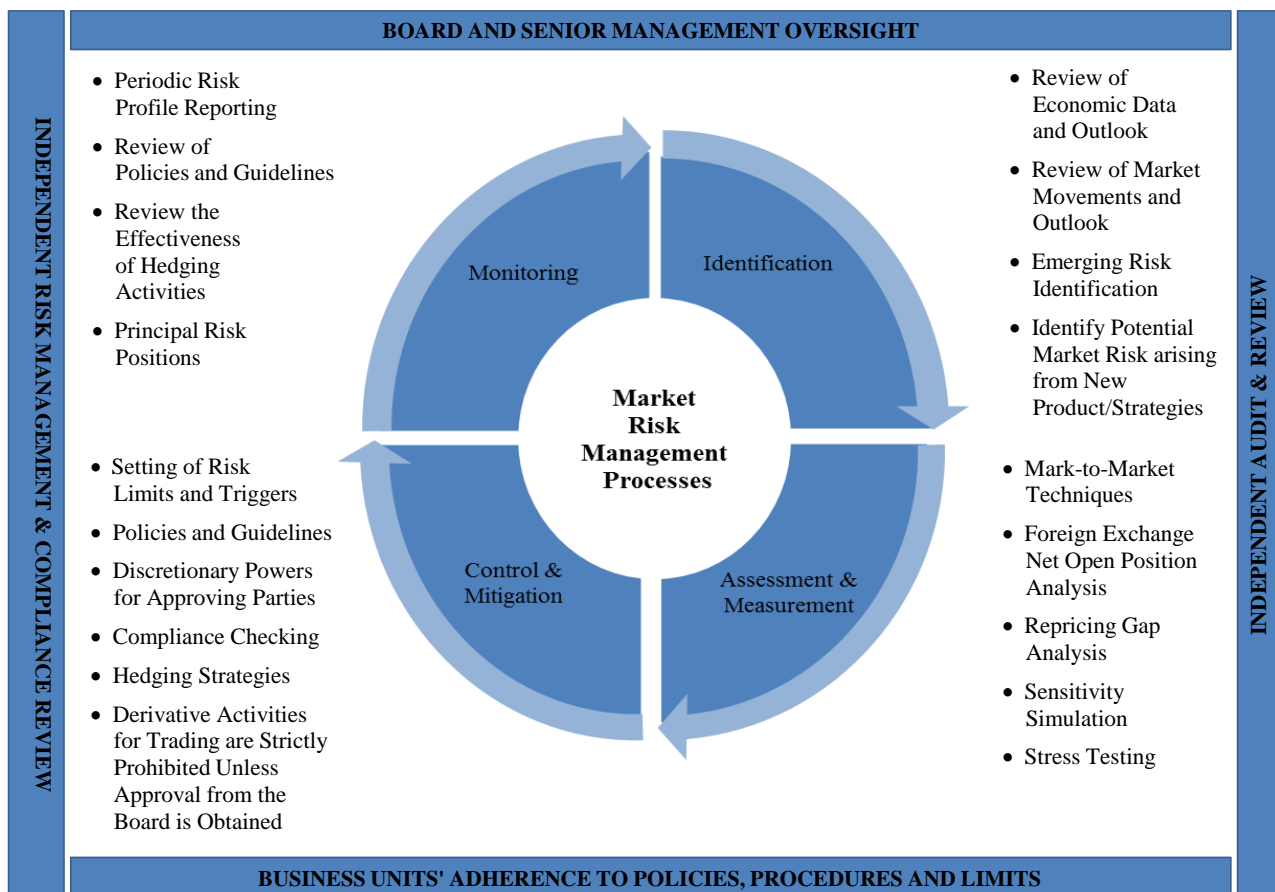 BOARD AND SENIOR MANAGEMENT OVERSIGHT
INDEPENDENT RISK MANAGEMENT & COMPLIANCE REVIEW
• Periodic Risk
Profile Reporting
• Review of
Policies and Guidelines
• Review the
Effectiveness
of Hedging
Activities
• Principal Risk
Positions
Monitoring
Identification
• Review of
Economic Data
and Outlook
• Review of Market
Movements and
Outlook
• Emerging Risk
Identification
• Identify Potential
Market Risk arising
from New
Product/Strategies
Market
Risk
Management
Processes
• Setting of Risk
Limits and Triggers
• Policies and Guidelines
• Discretionary Powers
for Approving Parties
• Compliance Checking
• Hedging Strategies
• Derivative Activities
for Trading are Strictly
Prohibited Unless
Approval from the
Board is Obtained
Control &
Mitigation
Assessment &
Measurement
• Mark-to-Market
Techniques
• Foreign Exchange
Net Open Position
Analysis
• Repricing Gap
Analysis
• Sensitivity
Simulation
• Stress Testing
INDEPENDENT AUDIT & REVIEW
BUSINESS UNITS' ADHERENCE TO POLICIES, PROCEDURES AND LIMITS